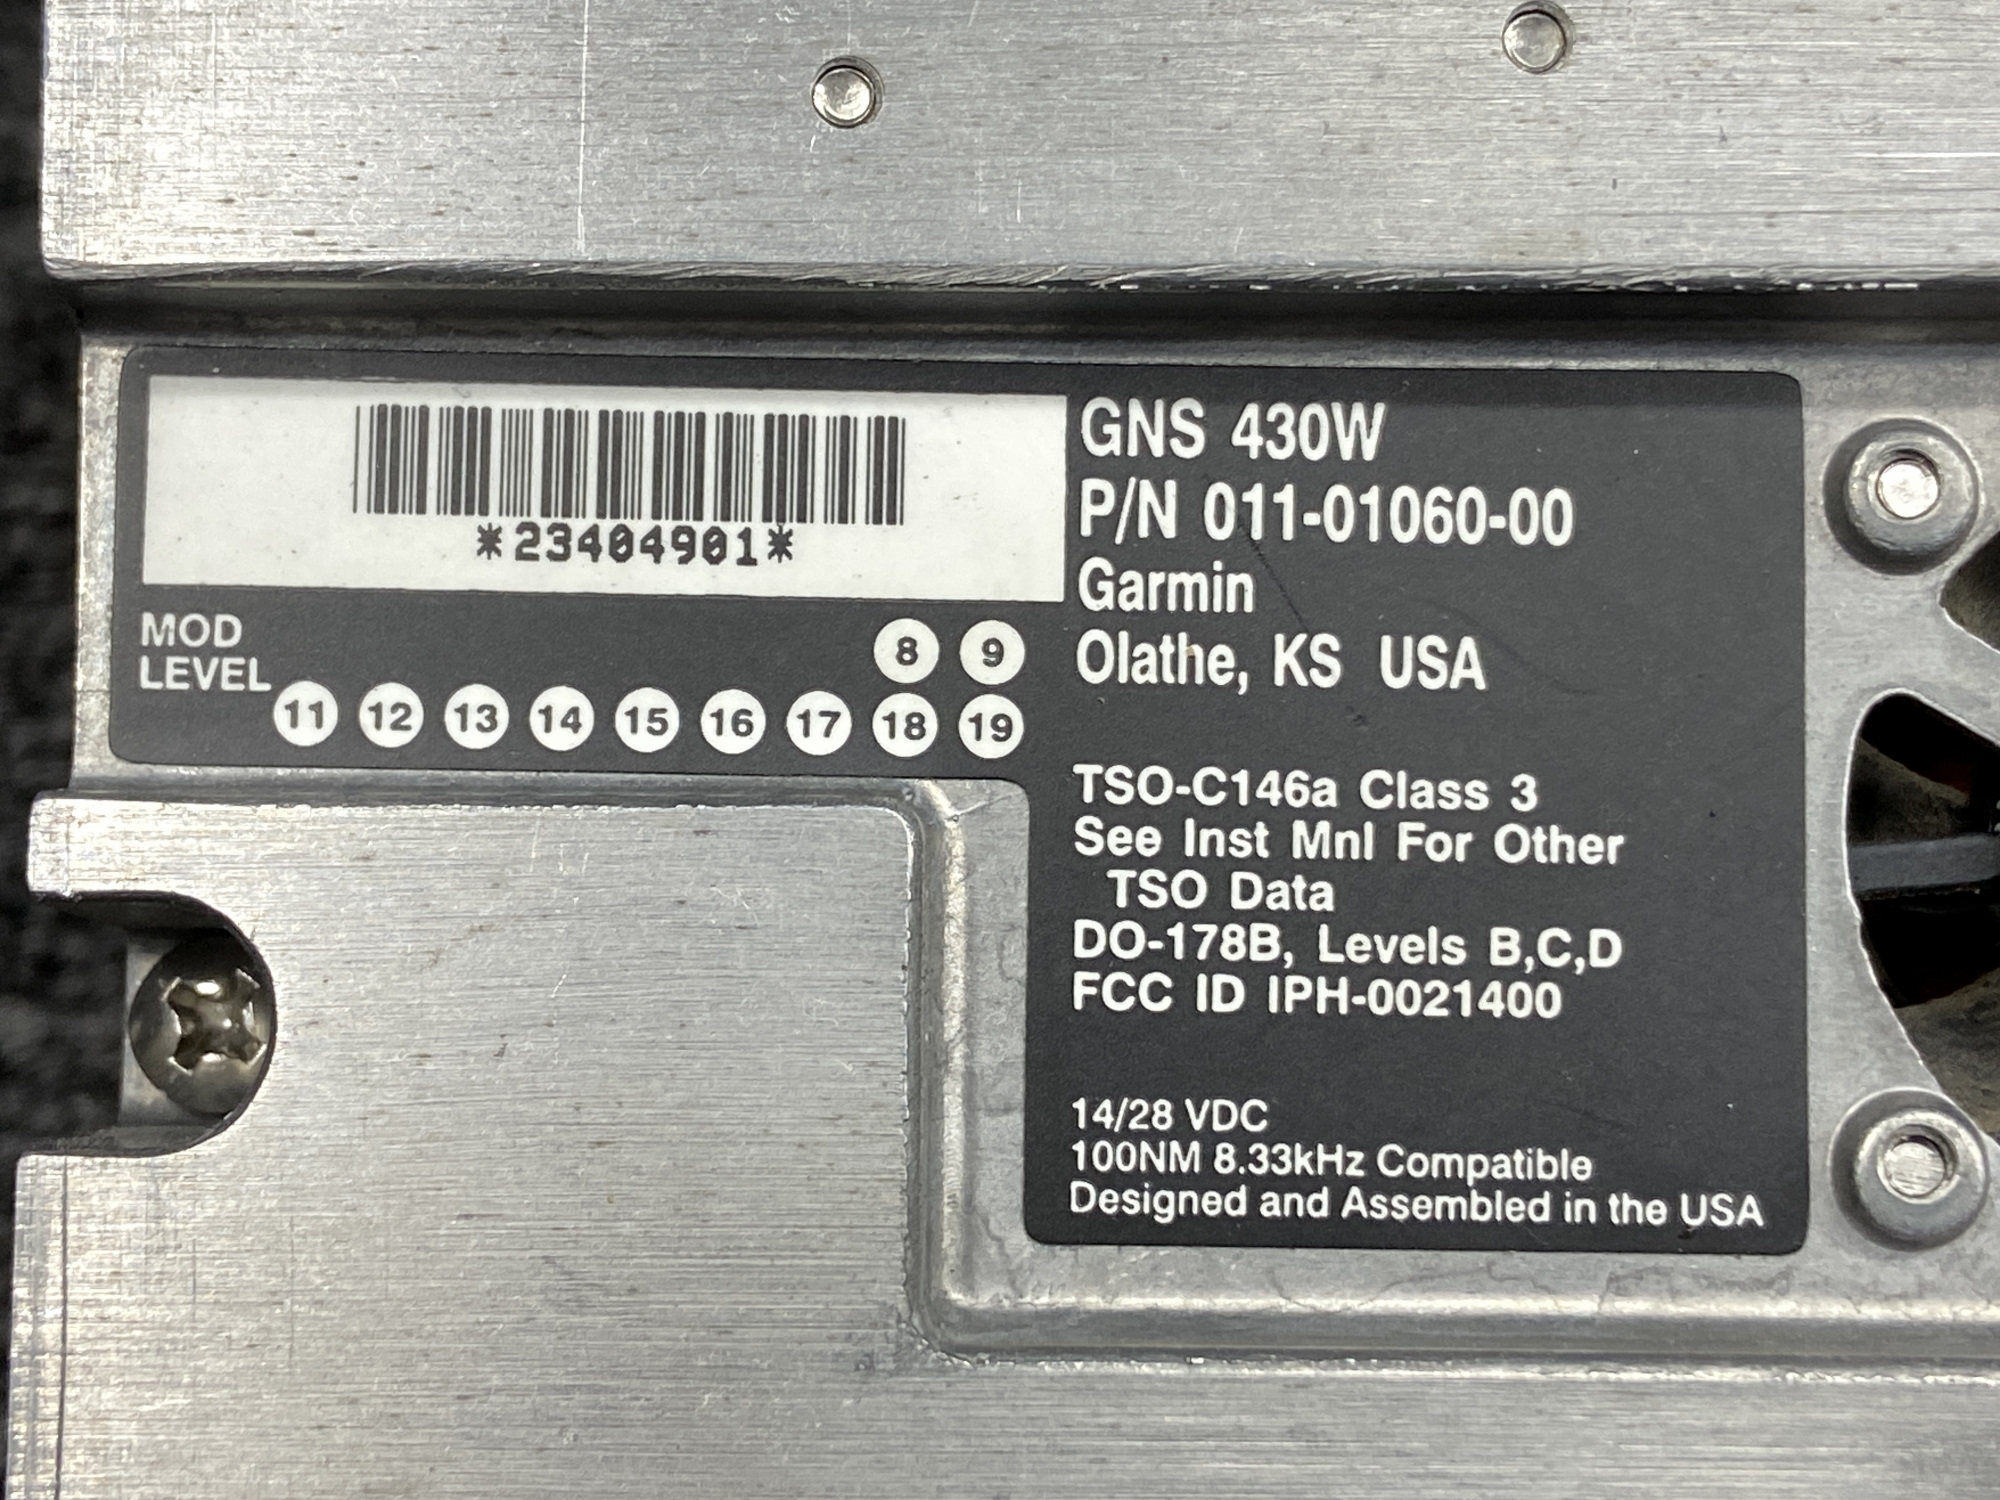 *23404901*
MOD
LEVEL
8 9
11 12 13 14 15 16 17 18 19
GNS 430W
P/N 011-01060-00
Garmin
Olathe, KS USA
TSO-C146a Class 3
See Inst Mnl For Other
TSO Data
DO-178B, Levels B,C,D
FCC ID IPH-0021400
14/28 VDC
100NM 8.33kHz Compatible
Designed and Assembled in the USA